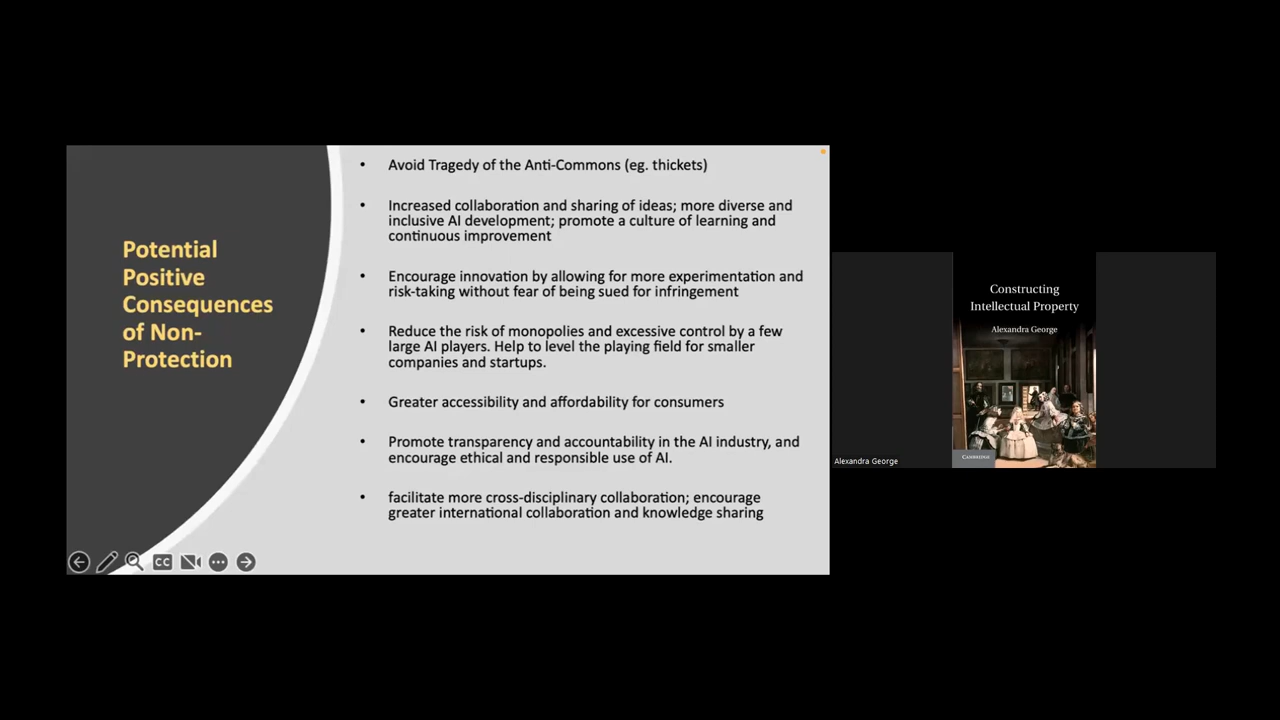 Potential
Positive
Consequences
of Non-
Protection
• Avoid Tragedy of the Anti-Commons (eg. thickets)
• Increased collaboration and sharing of ideas; more diverse and
inclusive AI development; promote a culture of learning and
continuous improvement
• Encourage innovation by allowing for more experimentation and
risk-taking without fear of being sued for infringement
• Reduce the risk of monopolies and excessive control by a few
large AI players. Help to level the playing field for smaller
companies and startups.
• Greater accessibility and affordability for consumers
• Promote transparency and accountability in the AI industry, and
encourage ethical and responsible use of AI.
• facilitate more cross-disciplinary collaboration; encourage
greater international collaboration and knowledge sharing
CC
Constructing
Intellectual Property
Alexandra George
CAMBRIDGE
Alexandra George